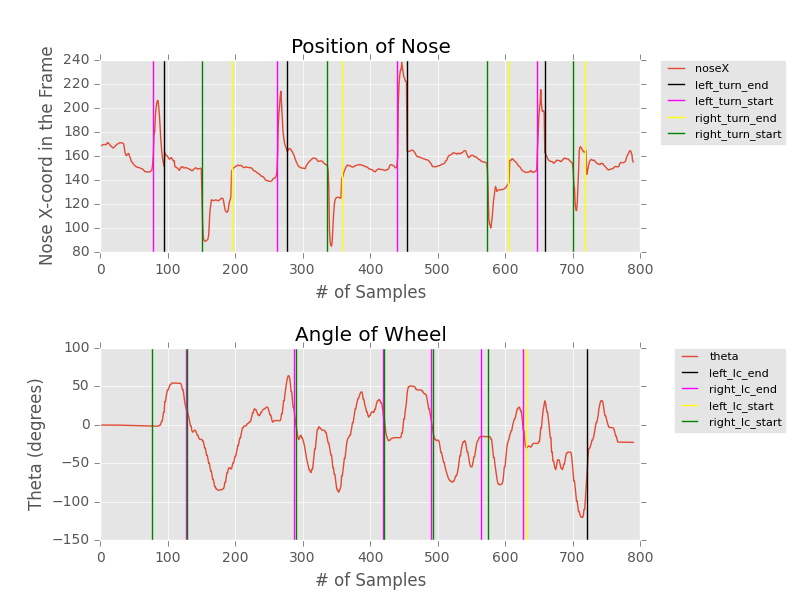 Position of Nose
Nose X-coord in the Frame
240
220
200
180
160
140
120
100
80
0 100 200 300 400 500 600 700 800
# of Samples
noseX
left_turn_end
left_turn_start
right_turn_end
right_turn_start
Angle of Wheel
Theta (degrees)
100
50
0
−50
−100
−150
0 100 200 300 400 500 600 700 800
# of Samples
theta
left_lc_end
right_lc_end
left_lc_start
right_lc_start